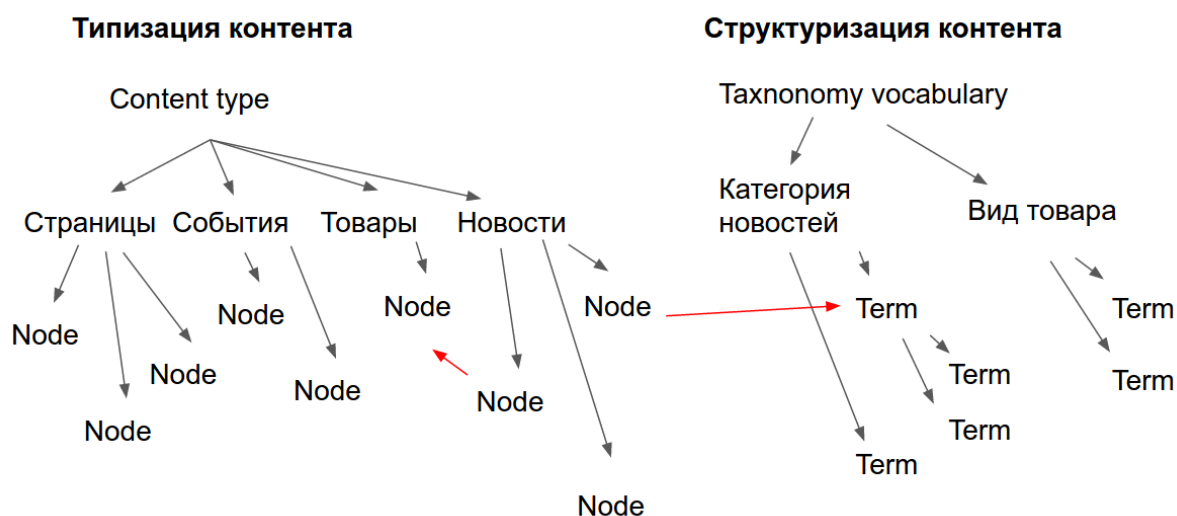 Типизация контента
Структуризация контента
Content type
Taxnonomy vocabulary
Страницы
События
Товары
Новости
Категория
новостей
Вид товара
Node
Node
Node
Node
Node
Node
Node
Node
Node
Term
Term
Term
Term
Term
Term